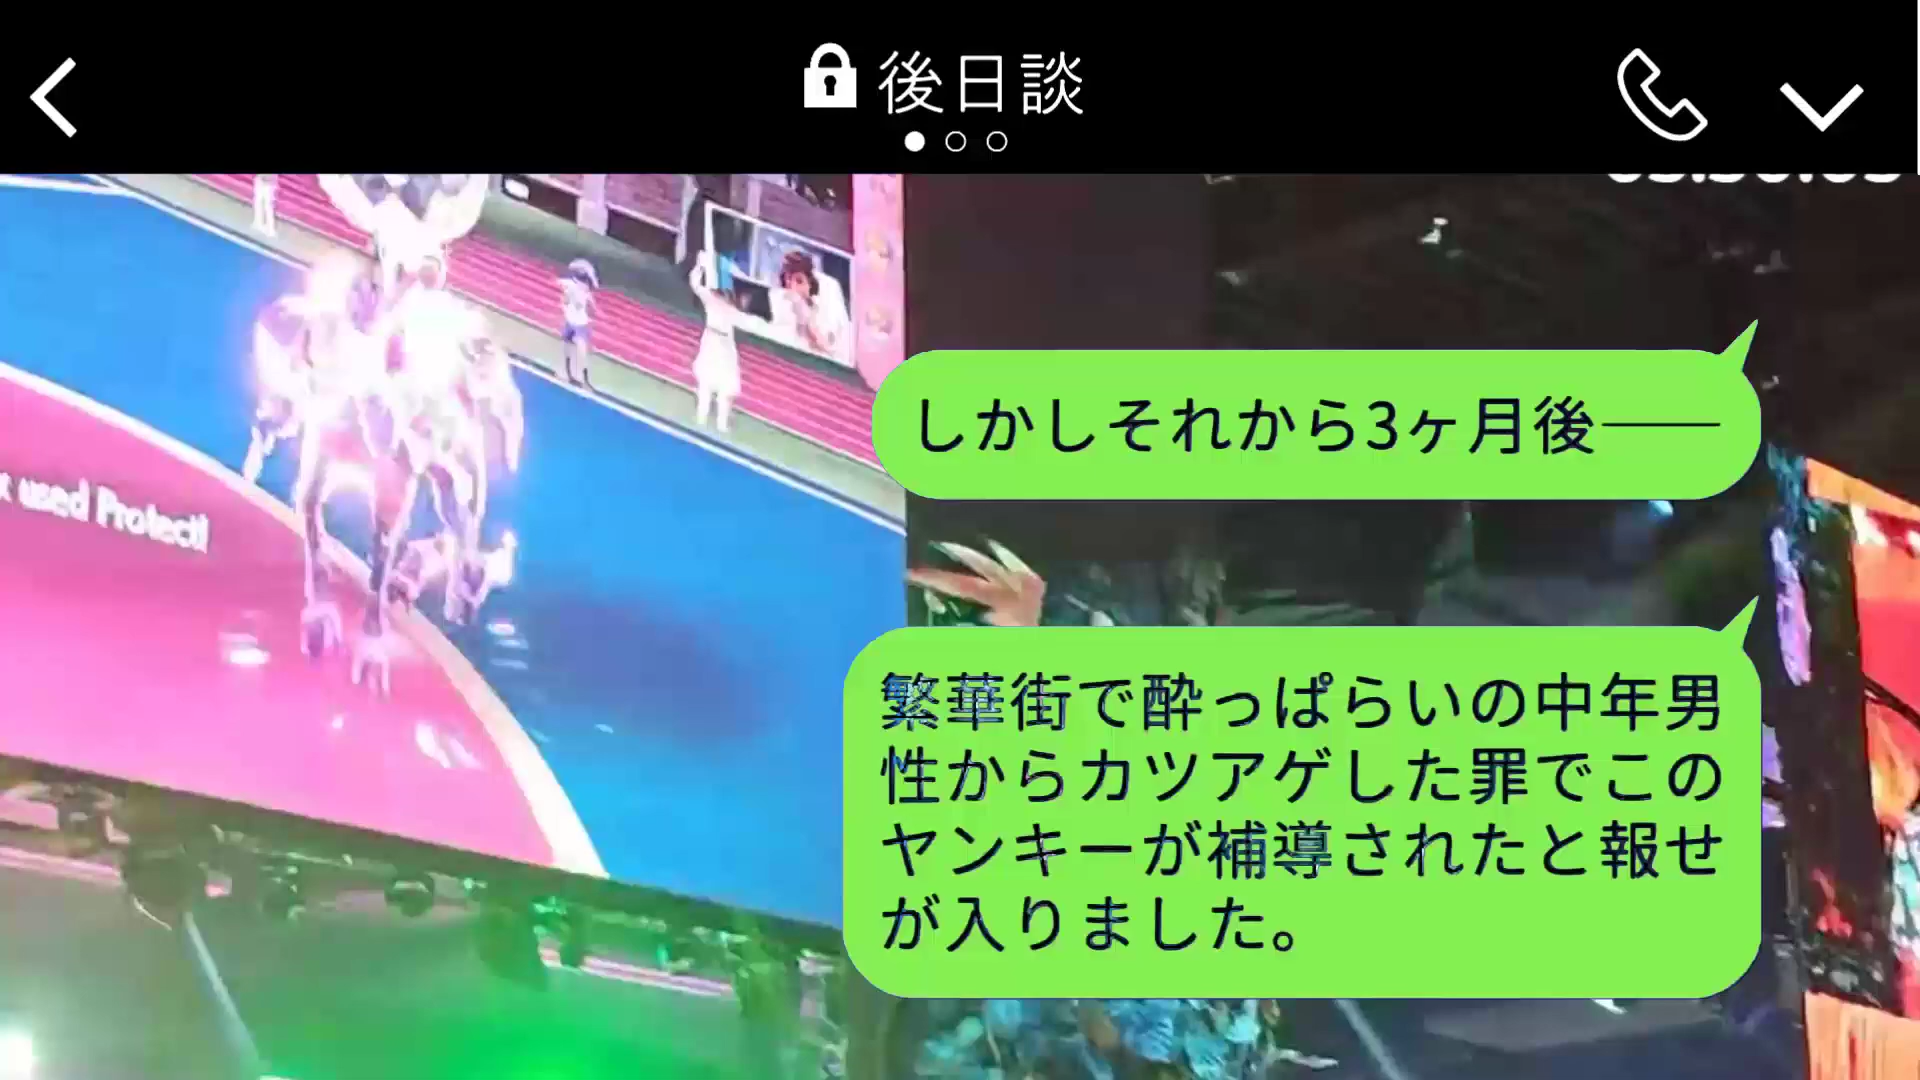 後日談
しかしそれから3ヶ月後――
繁華街で酔っぱらいの中年男
性からカツアゲした罪でこの
ヤンキーが補導されたと報せ
が入りました。
used Protect!